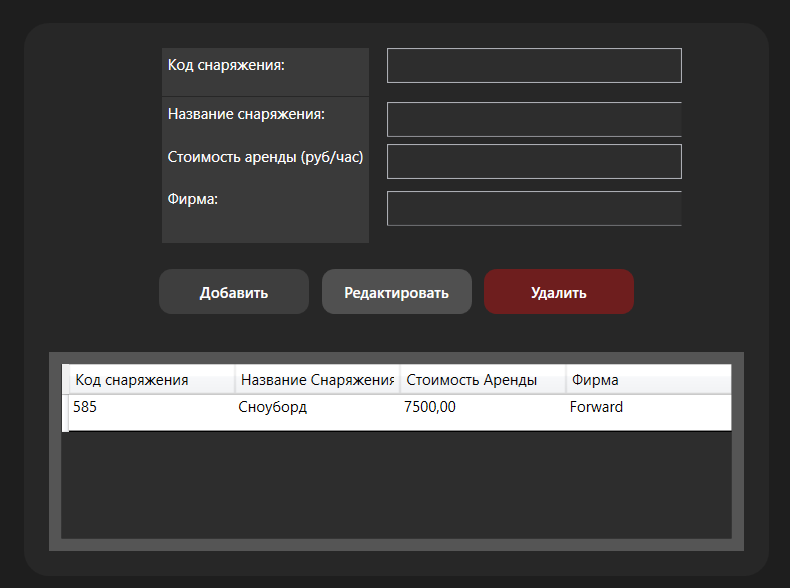 Код снаряжения:
Название снаряжения:
Стоимость аренды (руб/час)
Фирма:
Добавить Редактировать Удалить
Код снаряжения Название Снаряжения Стоимость Аренды Фирма
585 Сноуборд 7500,00 Forward